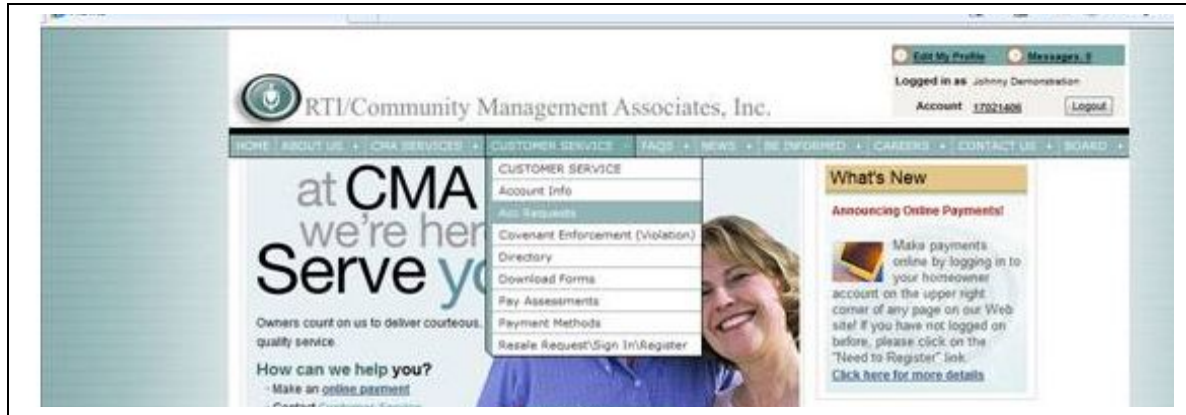 Edit My Profile Messages, 0
Logged in as Johnny Demonstration
Account 17021406 Logout
RTI/Community Management Associates, Inc.
HOME ABOUT US CMA SERVICES CUSTOMER SERVICE FAQS NEWS BE INFORMED CAREERS CONTACT US BOARD
CUSTOMER SERVICE
Account Info
Acc Requests
Covenant Enforcement (Violation)
Directory
Download Forms
Pay Assessments
Payment Methods
Resale Request\Sign In\Register
at CMA
we're her
Serve yo
Owners count on us to deliver courteous,
quality service.
How can we help you?
- Make an online payment
- Contact Customer Service
What's New
Announcing Online Payments!
Make payments
online by logging in to
your homeowner
account on the upper right
corner of any page on our Web
site! If you have not logged on
before, please click on the
"Need to Register" link.
Click here for more details